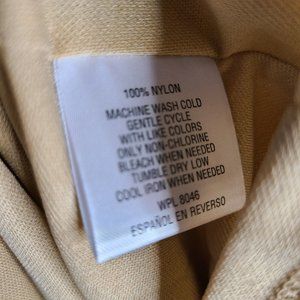 100% NYLON
MACHINE WASH COLD
GENTLE CYCLE
WITH LIKE COLORS
ONLY NON-CHLORINE
BLEACH WHEN NEEDED
TUMBLE DRY LOW
COOL IRON WHEN NEEDED
WPL 8046
ESPAÑOL EN REVERSO